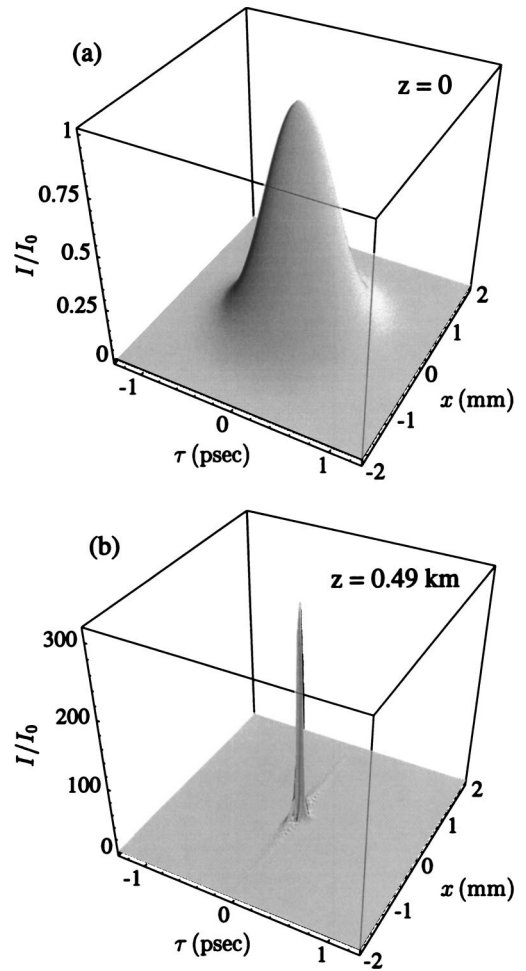 (a)
z = 0
1
0.75
0.5
0.25
0
I/I₀
-1
0
1
τ (psec)
-2
-1
0
1
2
x (mm)
(b)
z = 0.49 km
300
200
100
0
I/I₀
-1
0
1
τ (psec)
-2
-1
0
1
2
x (mm)